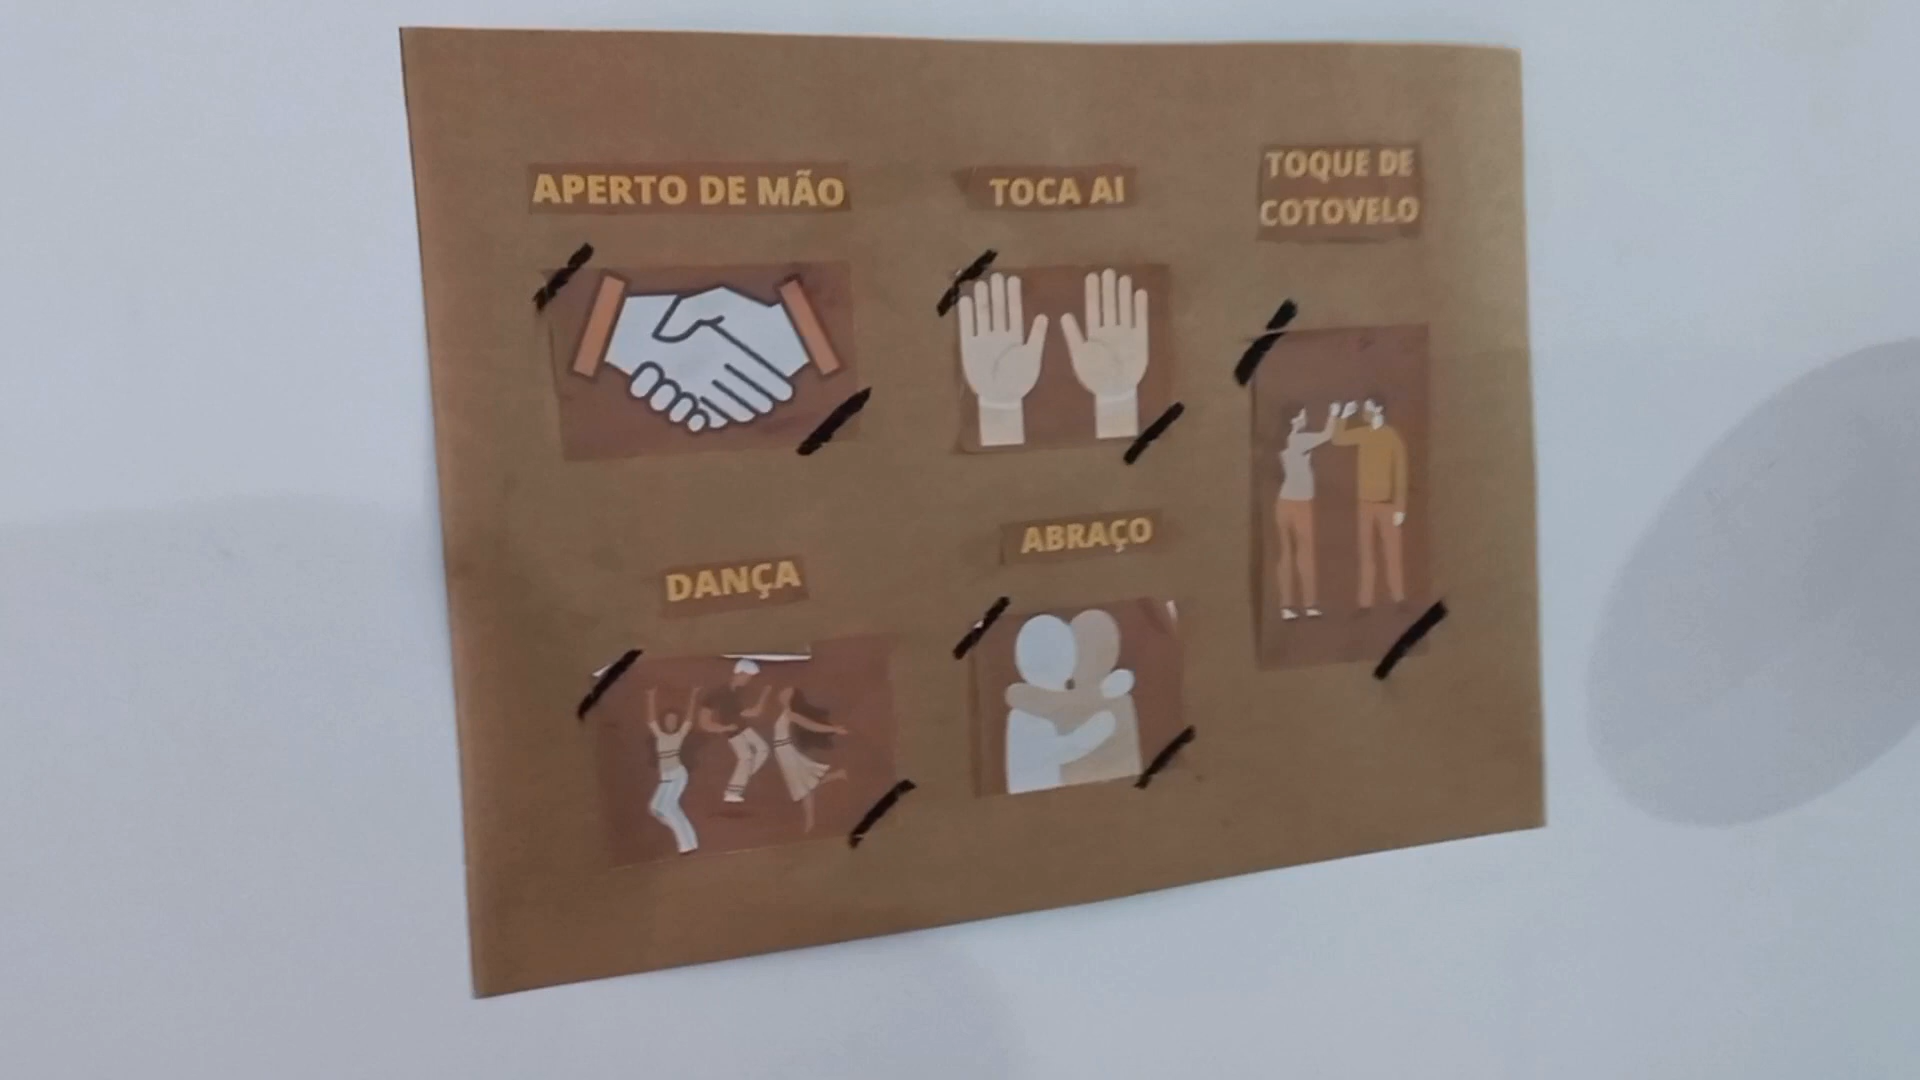 APERTO DE MÃO
TOCA AI
TOQUE DE
COTOVELO
DANÇA
ABRAÇO